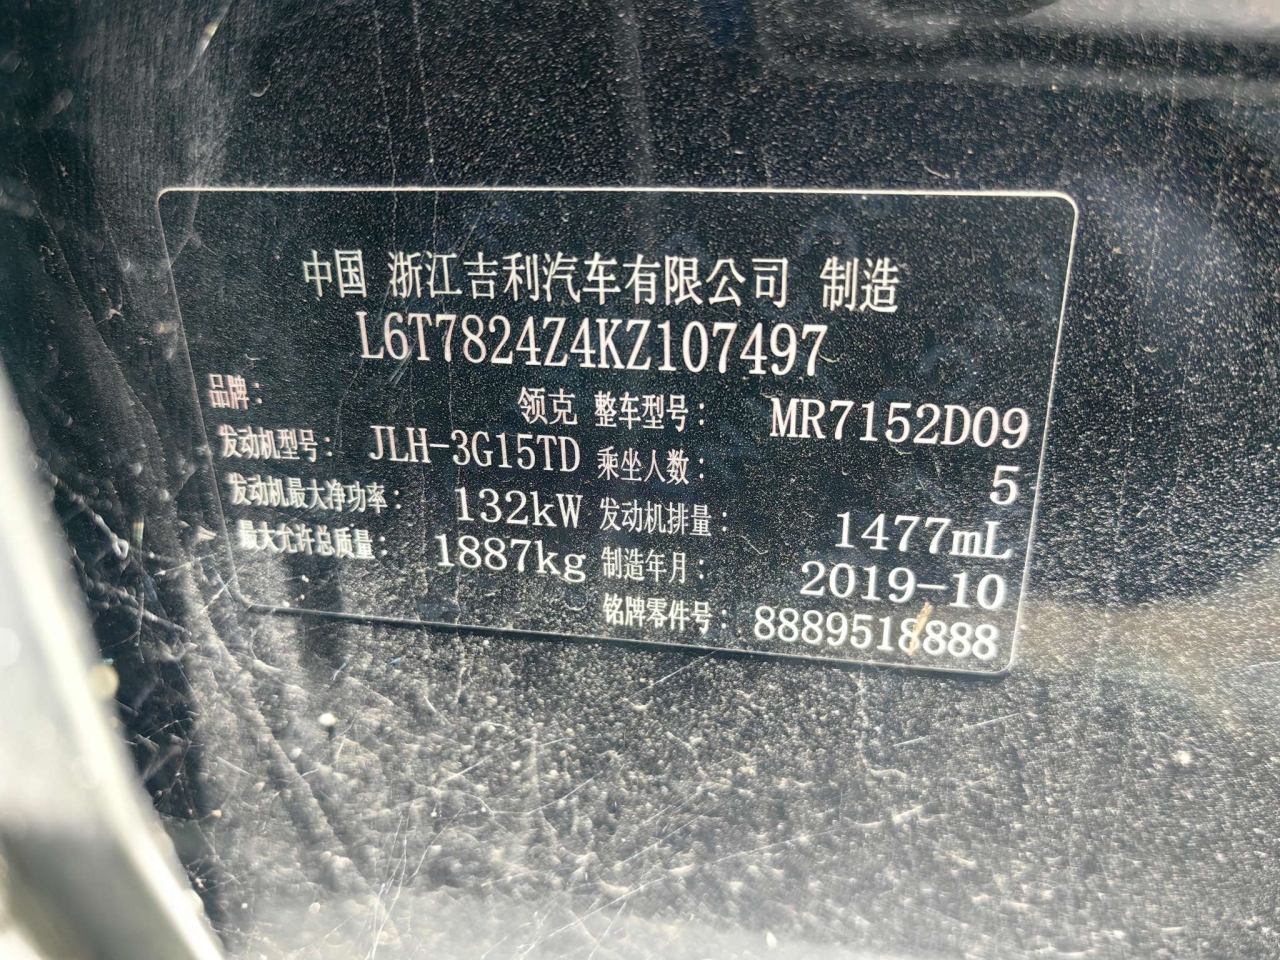 中国 浙江吉利汽车有限公司 制造
L6T7824Z4KZ107497
品牌： 领克 整车型号： MR7152D09
发动机型号： JLH-3G15TD 乘坐人数： 5
发动机最大净功率： 132kW 发动机排量： 1477mL
最大允许总质量： 1887kg 制造年月： 2019-10
铭牌零件号： 8889518888